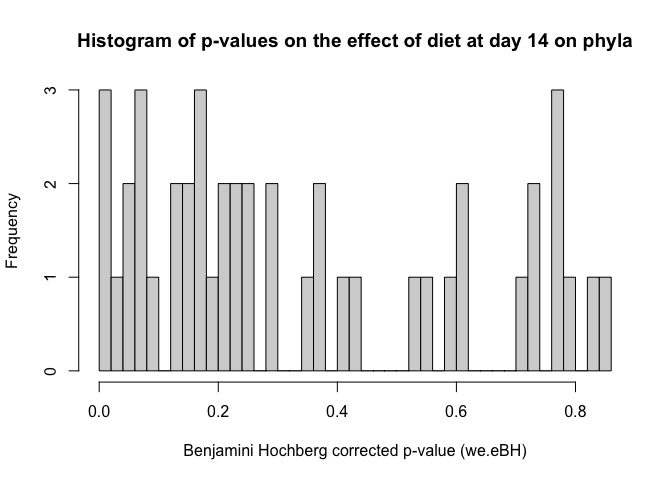 Histogram of p-values on the effect of diet at day 14 on phyla
3
2
1
0
Frequency
0.0 0.2 0.4 0.6 0.8
Benjamini Hochberg corrected p-value (we.eBH)